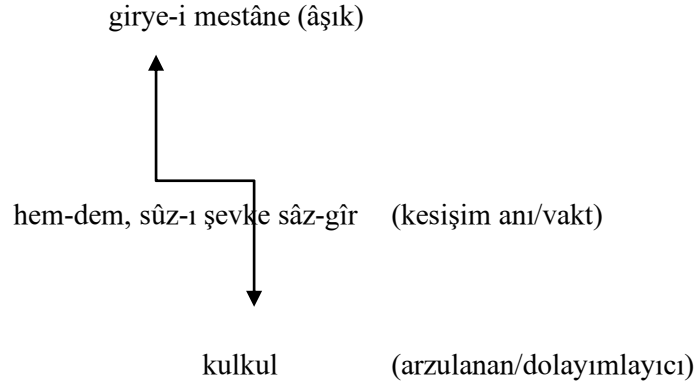 girye-i mestâne (âşık)
hem-dem, sûz-ı şevke sâz-gîr (kesişim anı/vakt)
kulkul (arzulanan/dolayımlayıcı)